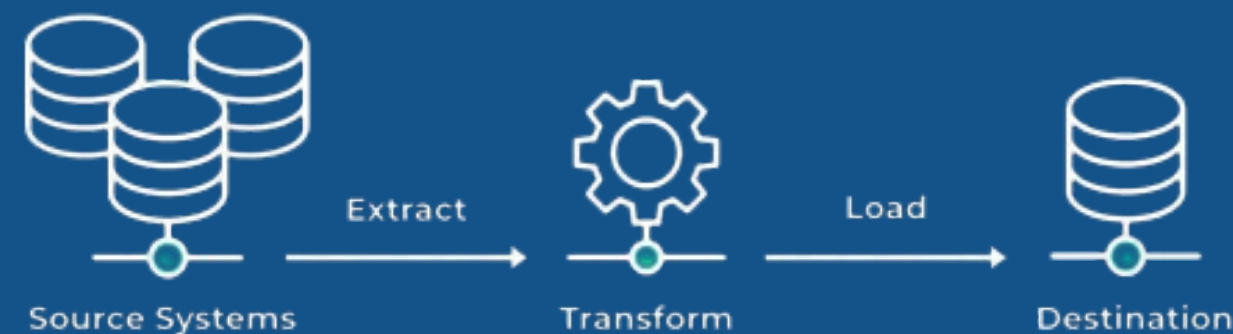 Extract
Load
Source Systems
Transform
Destination